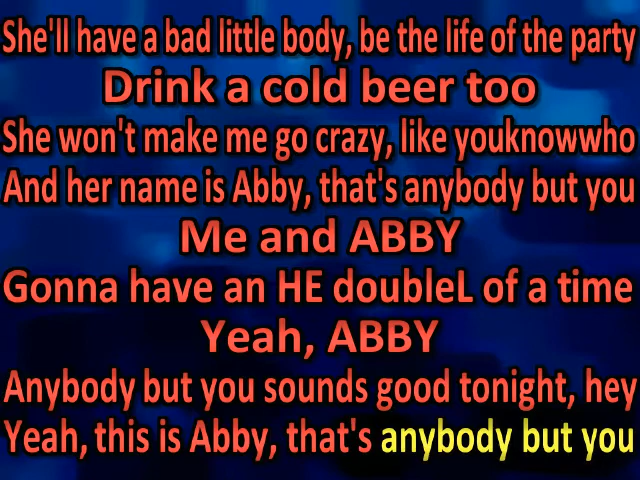 She'll have a bad little body, be the life of the party
Drink a cold beer too
She won't make me go crazy, like youknowwho
And her name is Abby, that's anybody but you
Me and ABBY
Gonna have an HE doubleL of a time
Yeah, ABBY
Anybody but you sounds good tonight, hey
Yeah, this is Abby, that's anybody but you